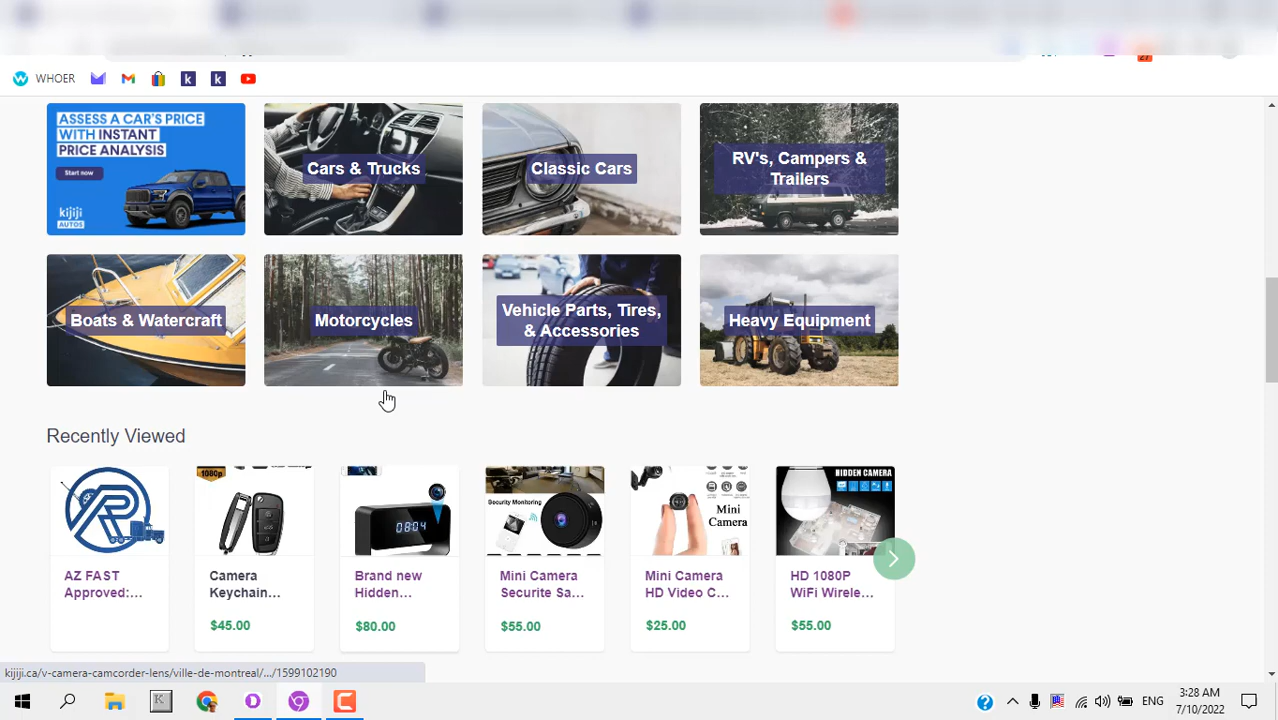 27
WHOER
ASSESS A CAR'S PRICE
WITH INSTANT
PRICE ANALYSIS
Start now
kijiji
AUTOS
Cars & Trucks
Classic Cars
RV's, Campers &
Trailers
Boats & Watercraft
Motorcycles
Vehicle Parts, Tires,
& Accessories
Heavy Equipment
Recently Viewed
1080p
08:04
Security Monitoring
Mini
Camera
HIDDEN CAMERA
AZ FAST
Approved:...
Camera
Keychain...
$45.00
Brand new
Hidden...
$80.00
Mini Camera
Securite Sa...
$55.00
Mini Camera
HD Video C...
$25.00
HD 1080P
WiFi Wirele...
$55.00
kijiji.ca/v-camera-camcorder-lens/ville-de-montreal/.../1599102190
ENG
3:28 AM
7/10/2022